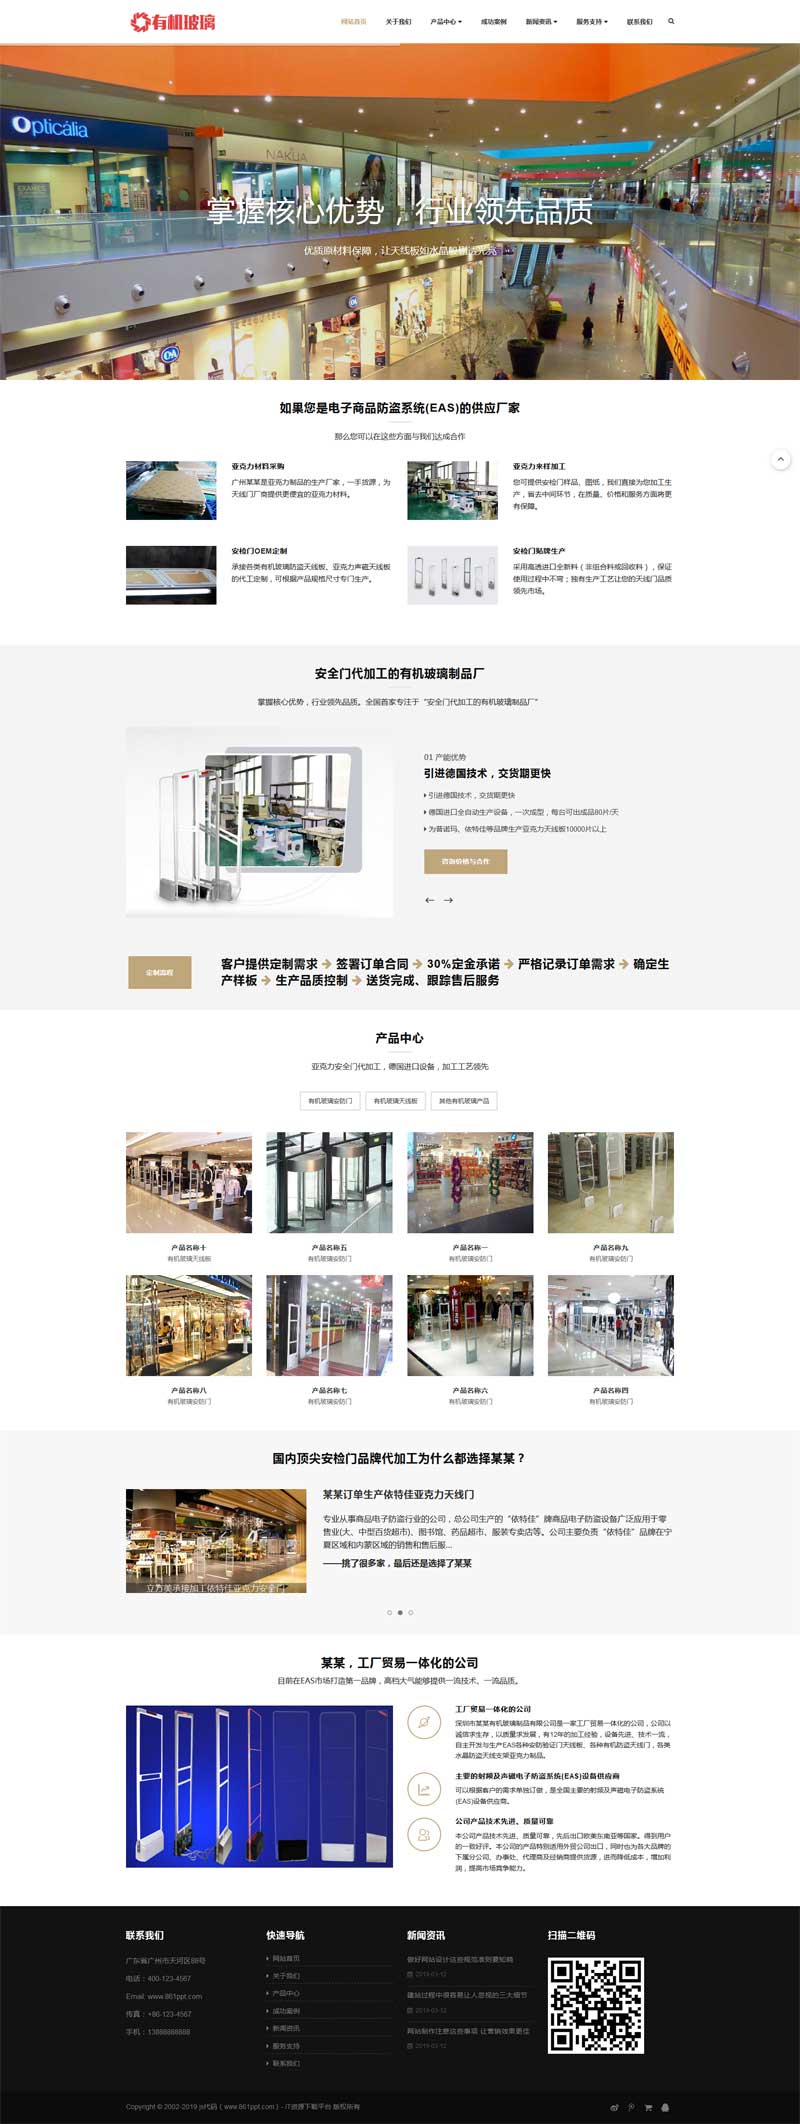 有机玻璃
网站首页 关于我们 产品中心 成功案例 新闻资讯 服务支持 联系我们
Opticália
NAKUA
掌握核心优势，行业领先品质
优质原材料保障，让天线板如水晶般剔透光亮
如果您是电子商品防盗系统(EAS)的供应厂家
那么您可以在这些方面与我们达成合作
亚克力材料采购
广州某某是亚克力制品的生产厂家，一手货源，为
天线门厂商提供更便宜的亚克力材料。
亚克力来样加工
您可提供安检门样品、图纸，我们直接为您加工生
产，省去中间环节，在质量、价格和服务方面将更
有保障。
安检门OEM定制
承接各类有机玻璃防盗天线板、亚克力声磁天线板
的代工定制，可根据产品规格尺寸专门生产。
安检门贴牌生产
采用高透进口全新料（非组合料或回收料），保证
使用过程中不弯；独有生产工艺让您的天线门品质
领先市场。
安全门代加工的有机玻璃制品厂
掌握核心优势，行业领先品质。全国首家专注于“安全门代加工的有机玻璃制品厂”
01 产能优势
引进德国技术，交货期更快
引进德国技术，交货期更快
德国进口全自动生产设备，一次成型，每台可出成品80片/天
为普诺玛、依特佳等品牌生产亚克力天线板10000片以上
咨询价格与合作
定制流程
客户提供定制需求 → 签署订单合同 → 30%定金承诺 → 严格记录订单需求 → 确定生
产样板 → 生产品质控制 → 送货完成、跟踪售后服务
产品中心
亚克力安全门代加工，德国进口设备，加工工艺领先
有机玻璃安防门 有机玻璃天线板 其他有机玻璃产品
产品名称十 产品名称五 产品名称一 产品名称九
有机玻璃天线板 有机玻璃安防门 有机玻璃安防门 有机玻璃安防门
产品名称八 产品名称七 产品名称六 产品名称四
有机玻璃安防门 有机玻璃安防门 有机玻璃安防门 有机玻璃安防门
国内顶尖安检门品牌代加工为什么都选择某某？
立方美承接加工依特佳亚克力安全门
某某订单生产依特佳亚克力天线门
专业从事商品电子防盗行业的公司，总公司生产的“依特佳”牌商品电子防盗设备广泛应用于零
售业(大、中型百货超市)、图书馆、药品超市、服装专卖店等。公司主要负责“依特佳”品牌在宁
夏区域和内蒙区域的销售和售后服...
——挑了很多家，最后还是选择了某某
某某，工厂贸易一体化的公司
目前在EAS市场打造第一品牌，高档大气能够提供一流技术、一流品质。
工厂贸易一体化的公司
深圳市某某有机玻璃制品有限公司是一家工厂贸易一体化的公司，公司以
诚信求生存，以质量求发展，有12年的加工经验，设备先进、技术一流，
自主开发与生产EAS各种安防验证门天线板、各种有机防盗天线门，各类
水晶防盗天线支架亚克力制品。
主要的射频及声磁电子防盗系统(EAS)设备供应商
可以根据客户的需求单独订做，是全国主要的射频及声磁电子防盗系统
(EAS)设备供应商。
公司产品技术先进、质量可靠
本公司产品技术先进、质量可靠，先后出口欧美东南亚等国家。得到用户
的一致好评。本公司的产品特别适用外贸公司出口，同时也为各大品牌的
下属分公司、办事处、代理商及经销商提供货源，进而降低成本，增加利
润，提高市场竞争能力。
联系我们
广东省广州市天河区88号
电话：400-123-4567
Email: www.861ppt.com
传真：+86-123-4567
手机：13888888888
快速导航
网站首页
关于我们
产品中心
成功案例
新闻资讯
服务支持
联系我们
新闻资讯
做好网站设计这些规范准则要知晓
2019-03-12
建站过程中很容易让人忽视的三大细节
2019-03-12
网站制作注意这些事项 让营销效果更佳
2019-03-12
扫描二维码
Copyright © 2002-2019 js代码（www.861ppt.com）- IT资源下载平台 版权所有